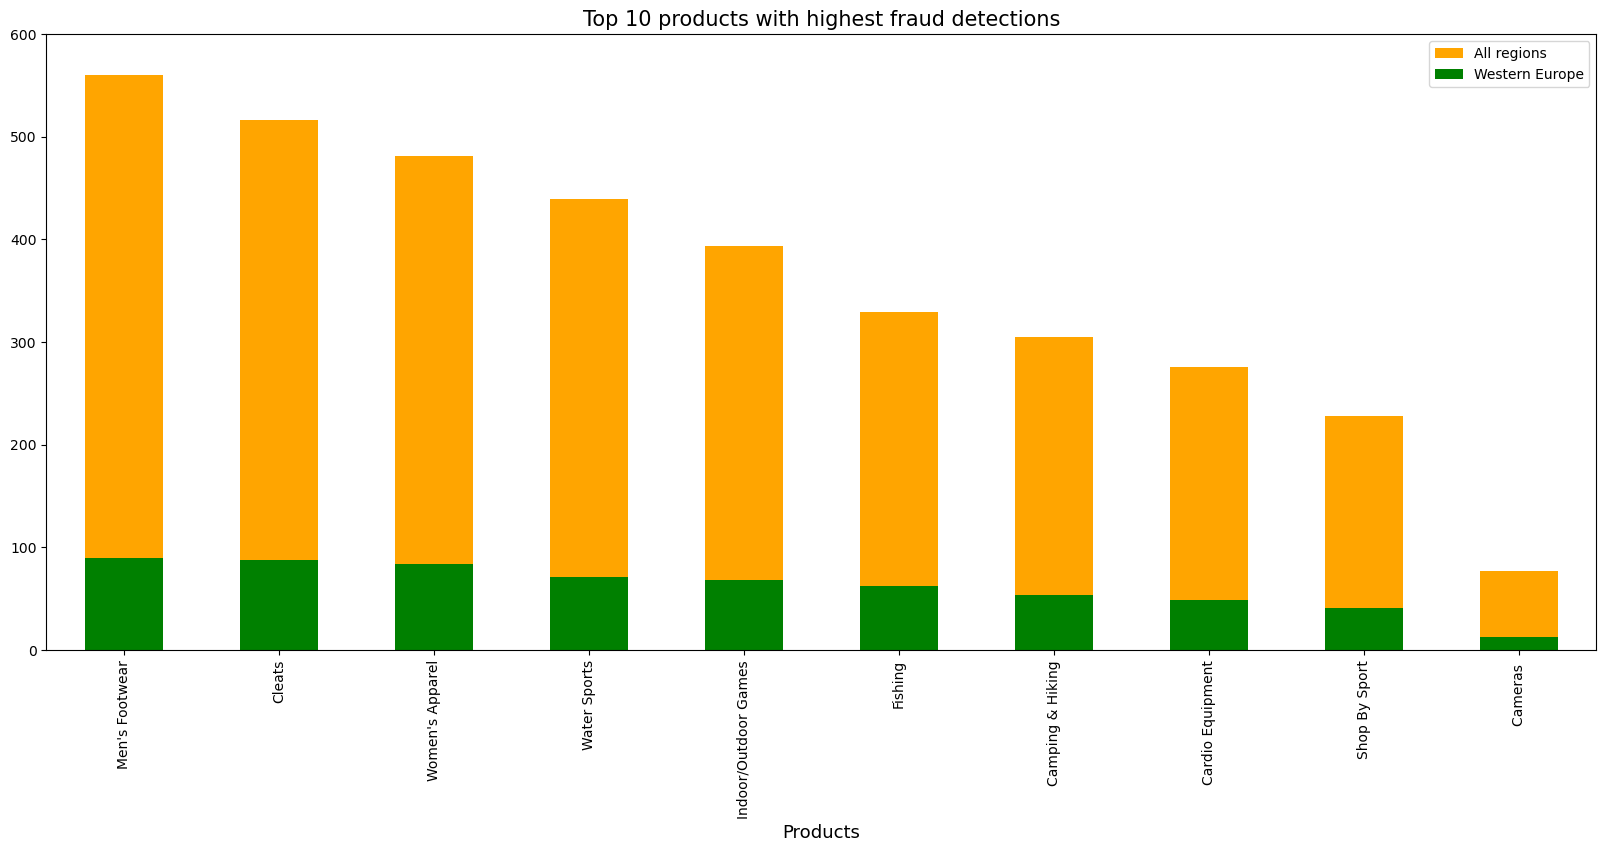 Top 10 products with highest fraud detections
All regions
Western Europe
600
500
400
300
200
100
0
Men's Footwear
Cleats
Women's Apparel
Water Sports
Indoor/Outdoor Games
Fishing
Camping & Hiking
Cardio Equipment
Shop By Sport
Cameras
Products